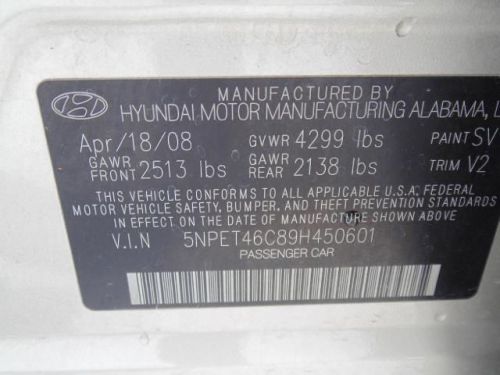 MANUFACTURED BY
HYUNDAI MOTOR MANUFACTURING ALABAMA, L
Apr/18/08 GVWR 4299 lbs PAINT SV
GAWR FRONT 2513 lbs GAWR REAR 2138 lbs TRIM V2
THIS VEHICLE CONFORMS TO ALL APPLICABLE U.S.A. FEDERAL
MOTOR VEHICLE SAFETY, BUMPER, AND THEFT PREVENTION STANDARDS
IN EFFECT ON THE DATE OF MANUFACTURE SHOWN ABOVE
V.I.N 5NPET46C89H450601
PASSENGER CAR